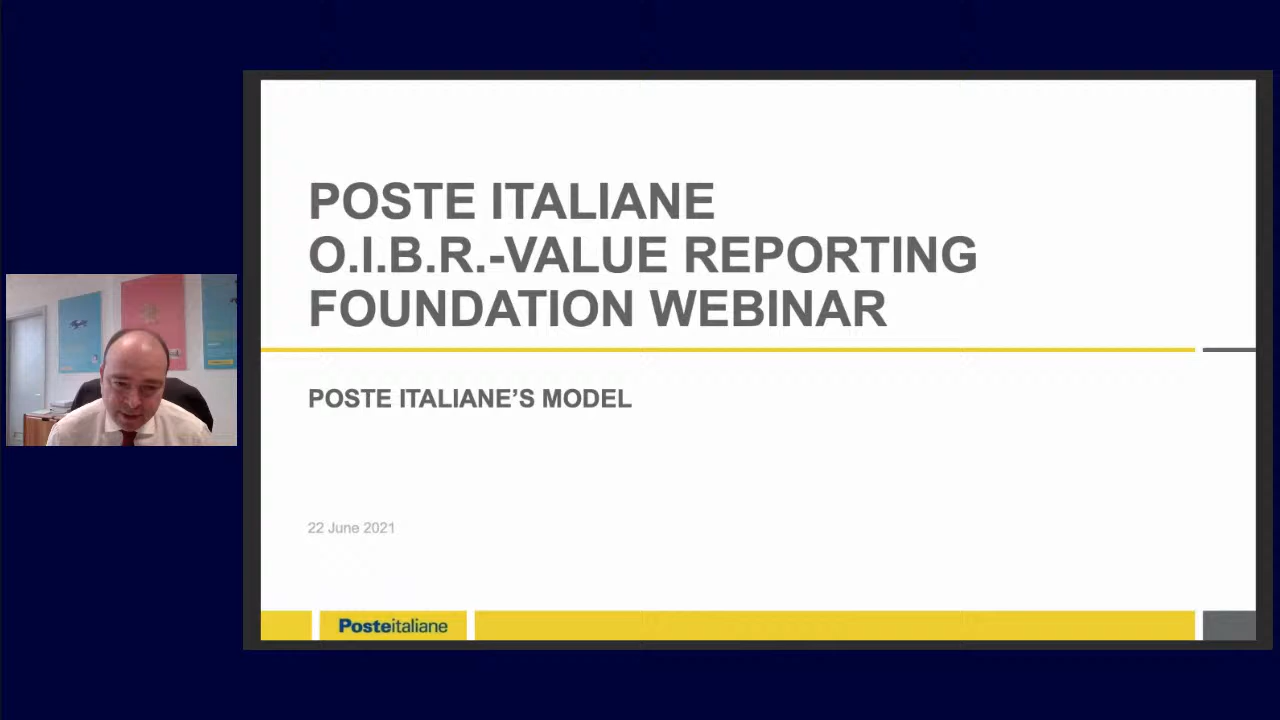 POSTE ITALIANE
O.I.B.R.-VALUE REPORTING
FOUNDATION WEBINAR
POSTE ITALIANE’S MODEL
22 June 2021
Posteitaliane